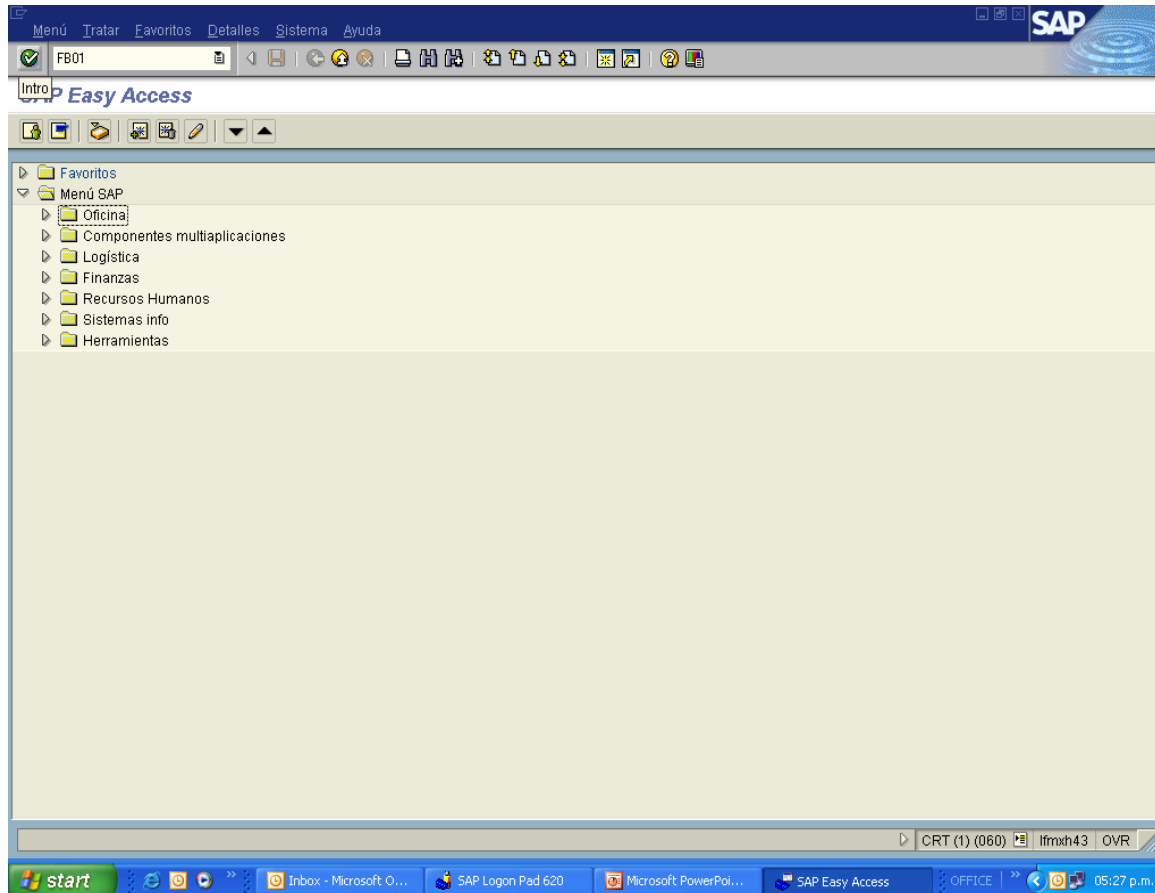 Menú Tratar Favoritos Detalles Sistema Ayuda
SAP
FB01
Intro
SAP Easy Access
Favoritos
Menú SAP
Oficina
Componentes multiaplicaciones
Logística
Finanzas
Recursos Humanos
Sistemas info
Herramientas
CRT (1) (060) lfmxh43 OVR
start Inbox - Microsoft O... SAP Logon Pad 620 Microsoft PowerPoi... SAP Easy Access OFFICE 05:27 p.m.